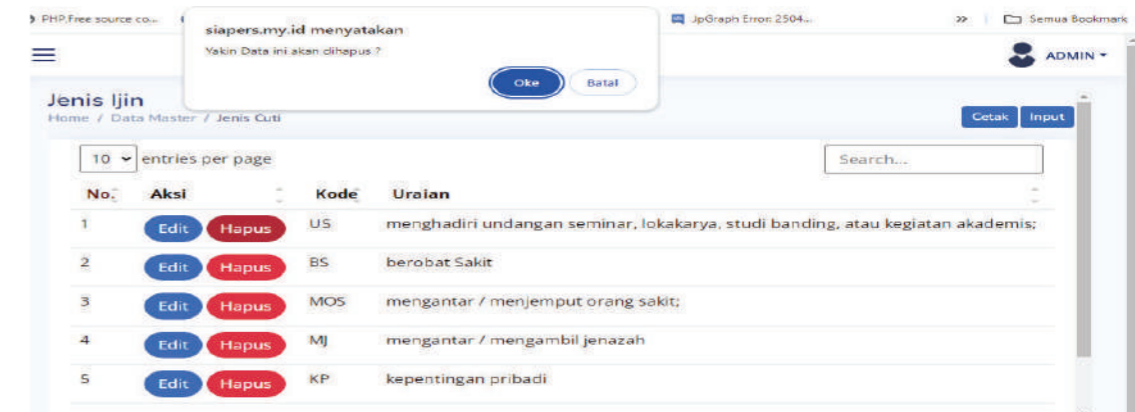 PHP,Free source co...
JpGraph Error: 2504...
»
Semua Bookmark
siapers.my.id menyatakan
Yakin Data ini akan dihapus ?
Oke Batal
ADMIN
Jenis Ijin
Home / Data Master / Jenis Cuti
Cetak Input
10 entries per page
Search...
No. Aksi Kode Uraian
1 Edit Hapus US menghadiri undangan seminar, lokakarya, studi banding, atau kegiatan akademis;
2 Edit Hapus BS berobat Sakit
3 Edit Hapus MOS mengantar / menjemput orang sakit;
4 Edit Hapus MJ mengantar / mengambil jenazah
5 Edit Hapus KP kepentingan pribadi